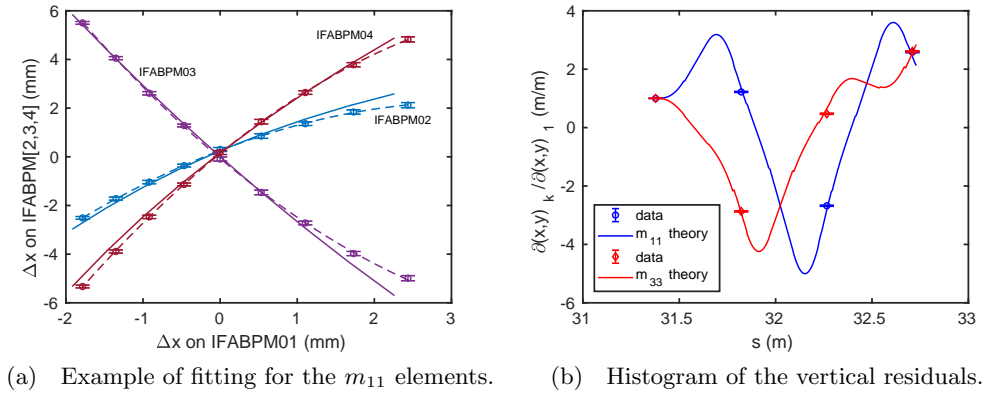 6
4
2
0
-2
-4
-6
-2
-1
0
1
2
3
Δx on IFABPM[2,3,4] (mm)
Δx on IFABPM01 (mm)
IFABPM04
IFABPM03
IFABPM02
(a) Example of fitting for the m11 elements.
4
2
0
-2
-4
-6
31
31.5
32
32.5
33
∂(x,y)k/∂(x,y)1 (m/m)
s (m)
data
m11 theory
data
m33 theory
(b) Histogram of the vertical residuals.